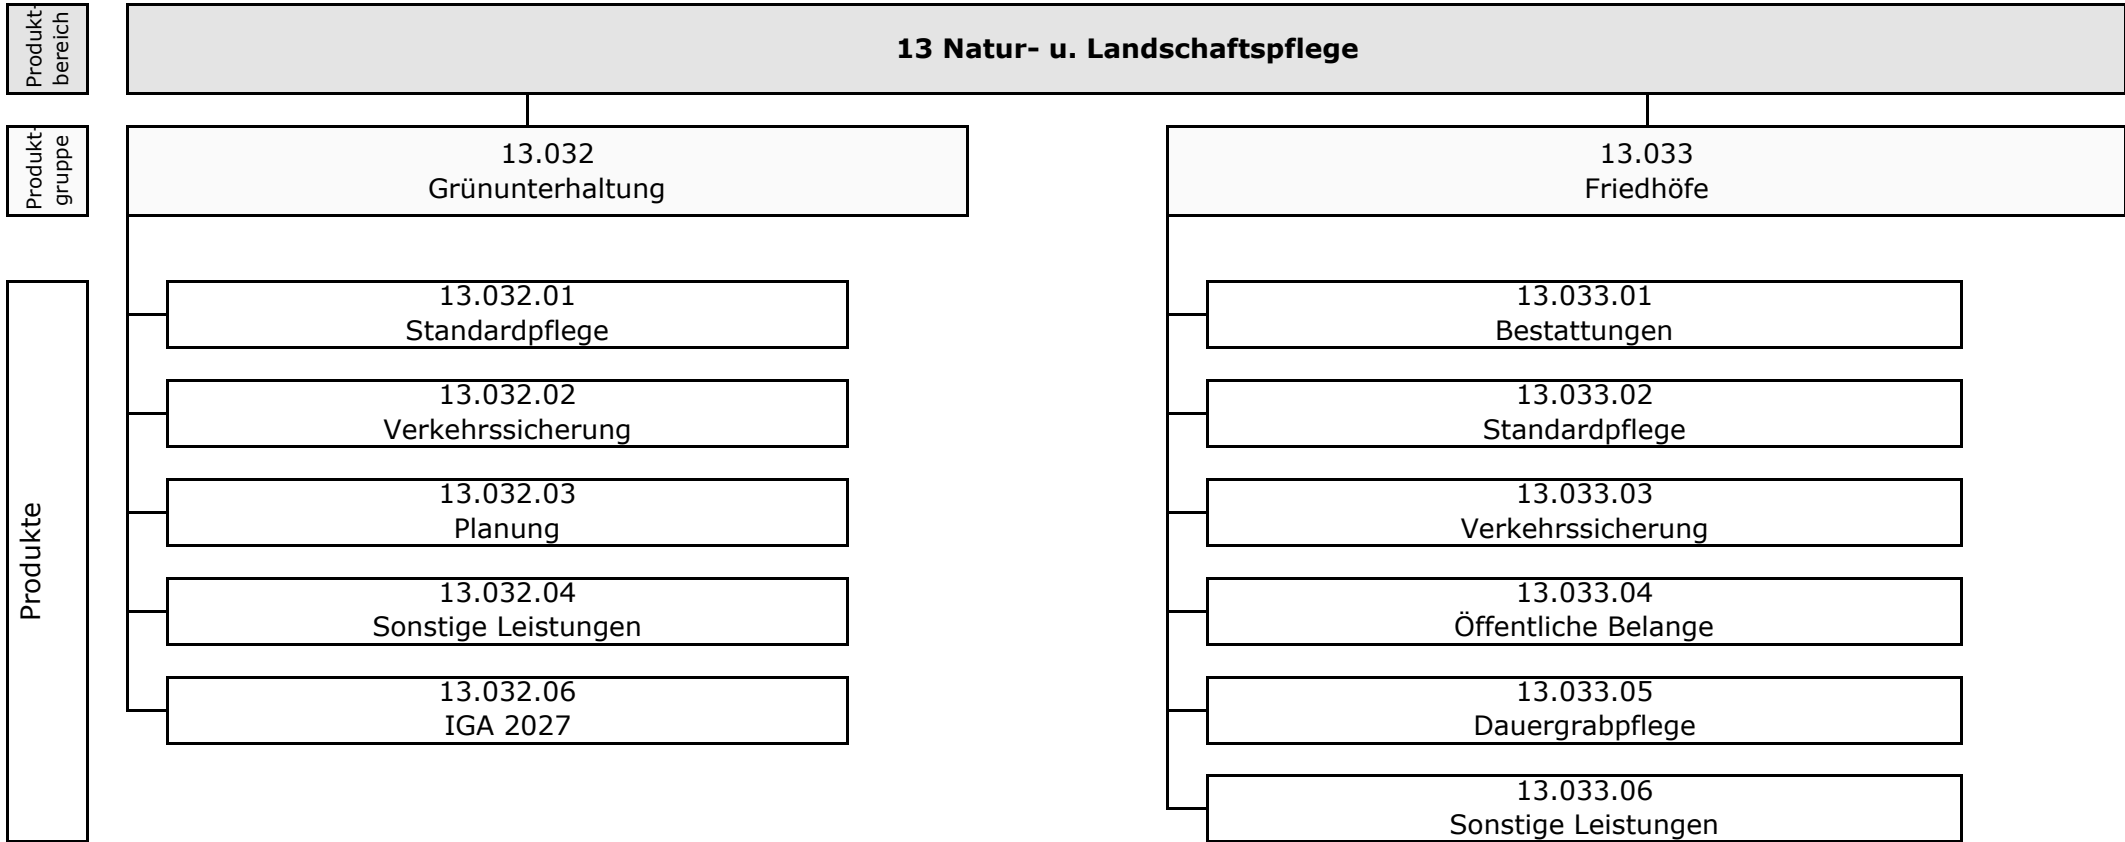 Produkt-
bereich
13 Natur- u. Landschaftspflege
Produkt-
gruppe
13.032
Grünunterhaltung
13.033
Friedhöfe
Produkte
13.032.01
Standardpflege
13.032.02
Verkehrssicherung
13.032.03
Planung
13.032.04
Sonstige Leistungen
13.032.06
IGA 2027
13.033.01
Bestattungen
13.033.02
Standardpflege
13.033.03
Verkehrssicherung
13.033.04
Öffentliche Belange
13.033.05
Dauergrabpflege
13.033.06
Sonstige Leistungen